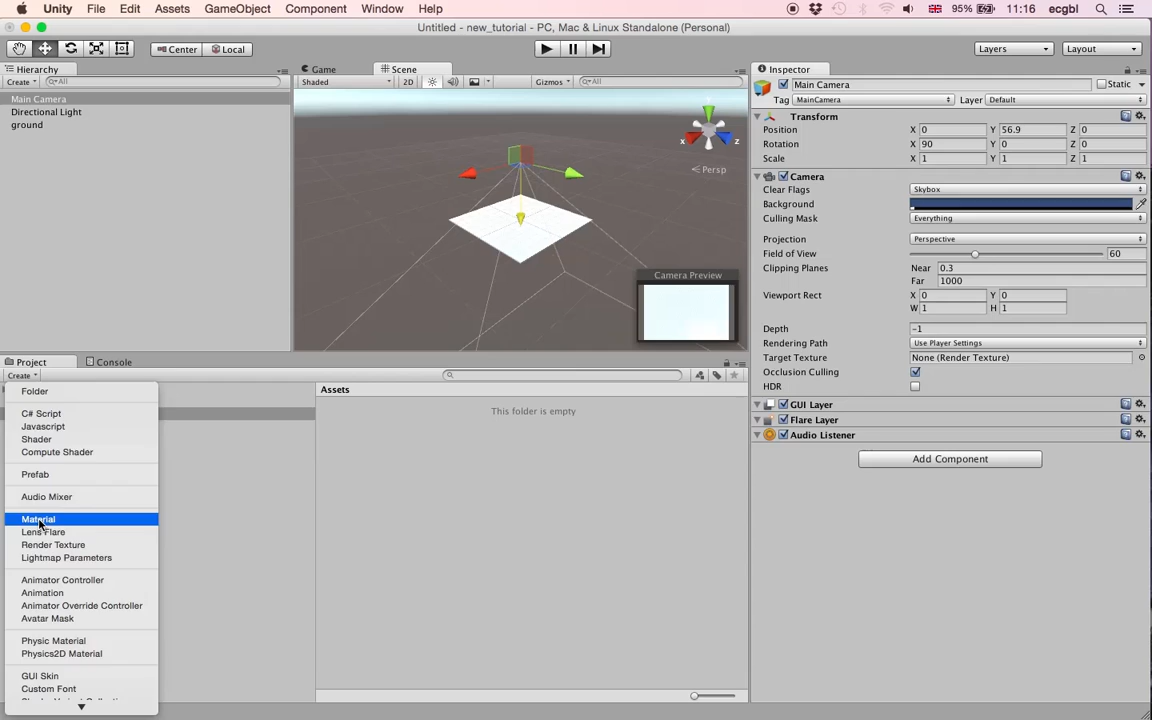 Unity File Edit Assets GameObject Component Window Help 95% 11:16 ecgbl
Untitled - new_tutorial - PC, Mac & Linux Standalone (Personal)
Center Local Layers Layout
Hierarchy
Create All
Main Camera
Directional Light
ground
Game Scene
Shaded 2D Gizmos All
x z
Persp
Camera Preview
Inspector
Main Camera Static
Tag MainCamera Layer Default
Transform
Position X 0 Y 56.9 Z 0
Rotation X 90 Y 0 Z 0
Scale X 1 Y 1 Z 1
Camera
Clear Flags Skybox
Background
Culling Mask Everything
Projection Perspective
Field of View 60
Clipping Planes Near 0.3
Far 1000
Viewport Rect X 0 Y 0
W 1 H 1
Depth -1
Rendering Path Use Player Settings
Target Texture None (Render Texture)
Occlusion Culling
HDR
GUI Layer
Flare Layer
Audio Listener
Add Component
Project Console
Create
Assets
This folder is empty
Folder
C# Script
Javascript
Shader
Compute Shader
Prefab
Audio Mixer
Material
Lens Flare
Render Texture
Lightmap Parameters
Animator Controller
Animation
Animator Override Controller
Avatar Mask
Physic Material
Physics2D Material
GUI Skin
Custom Font